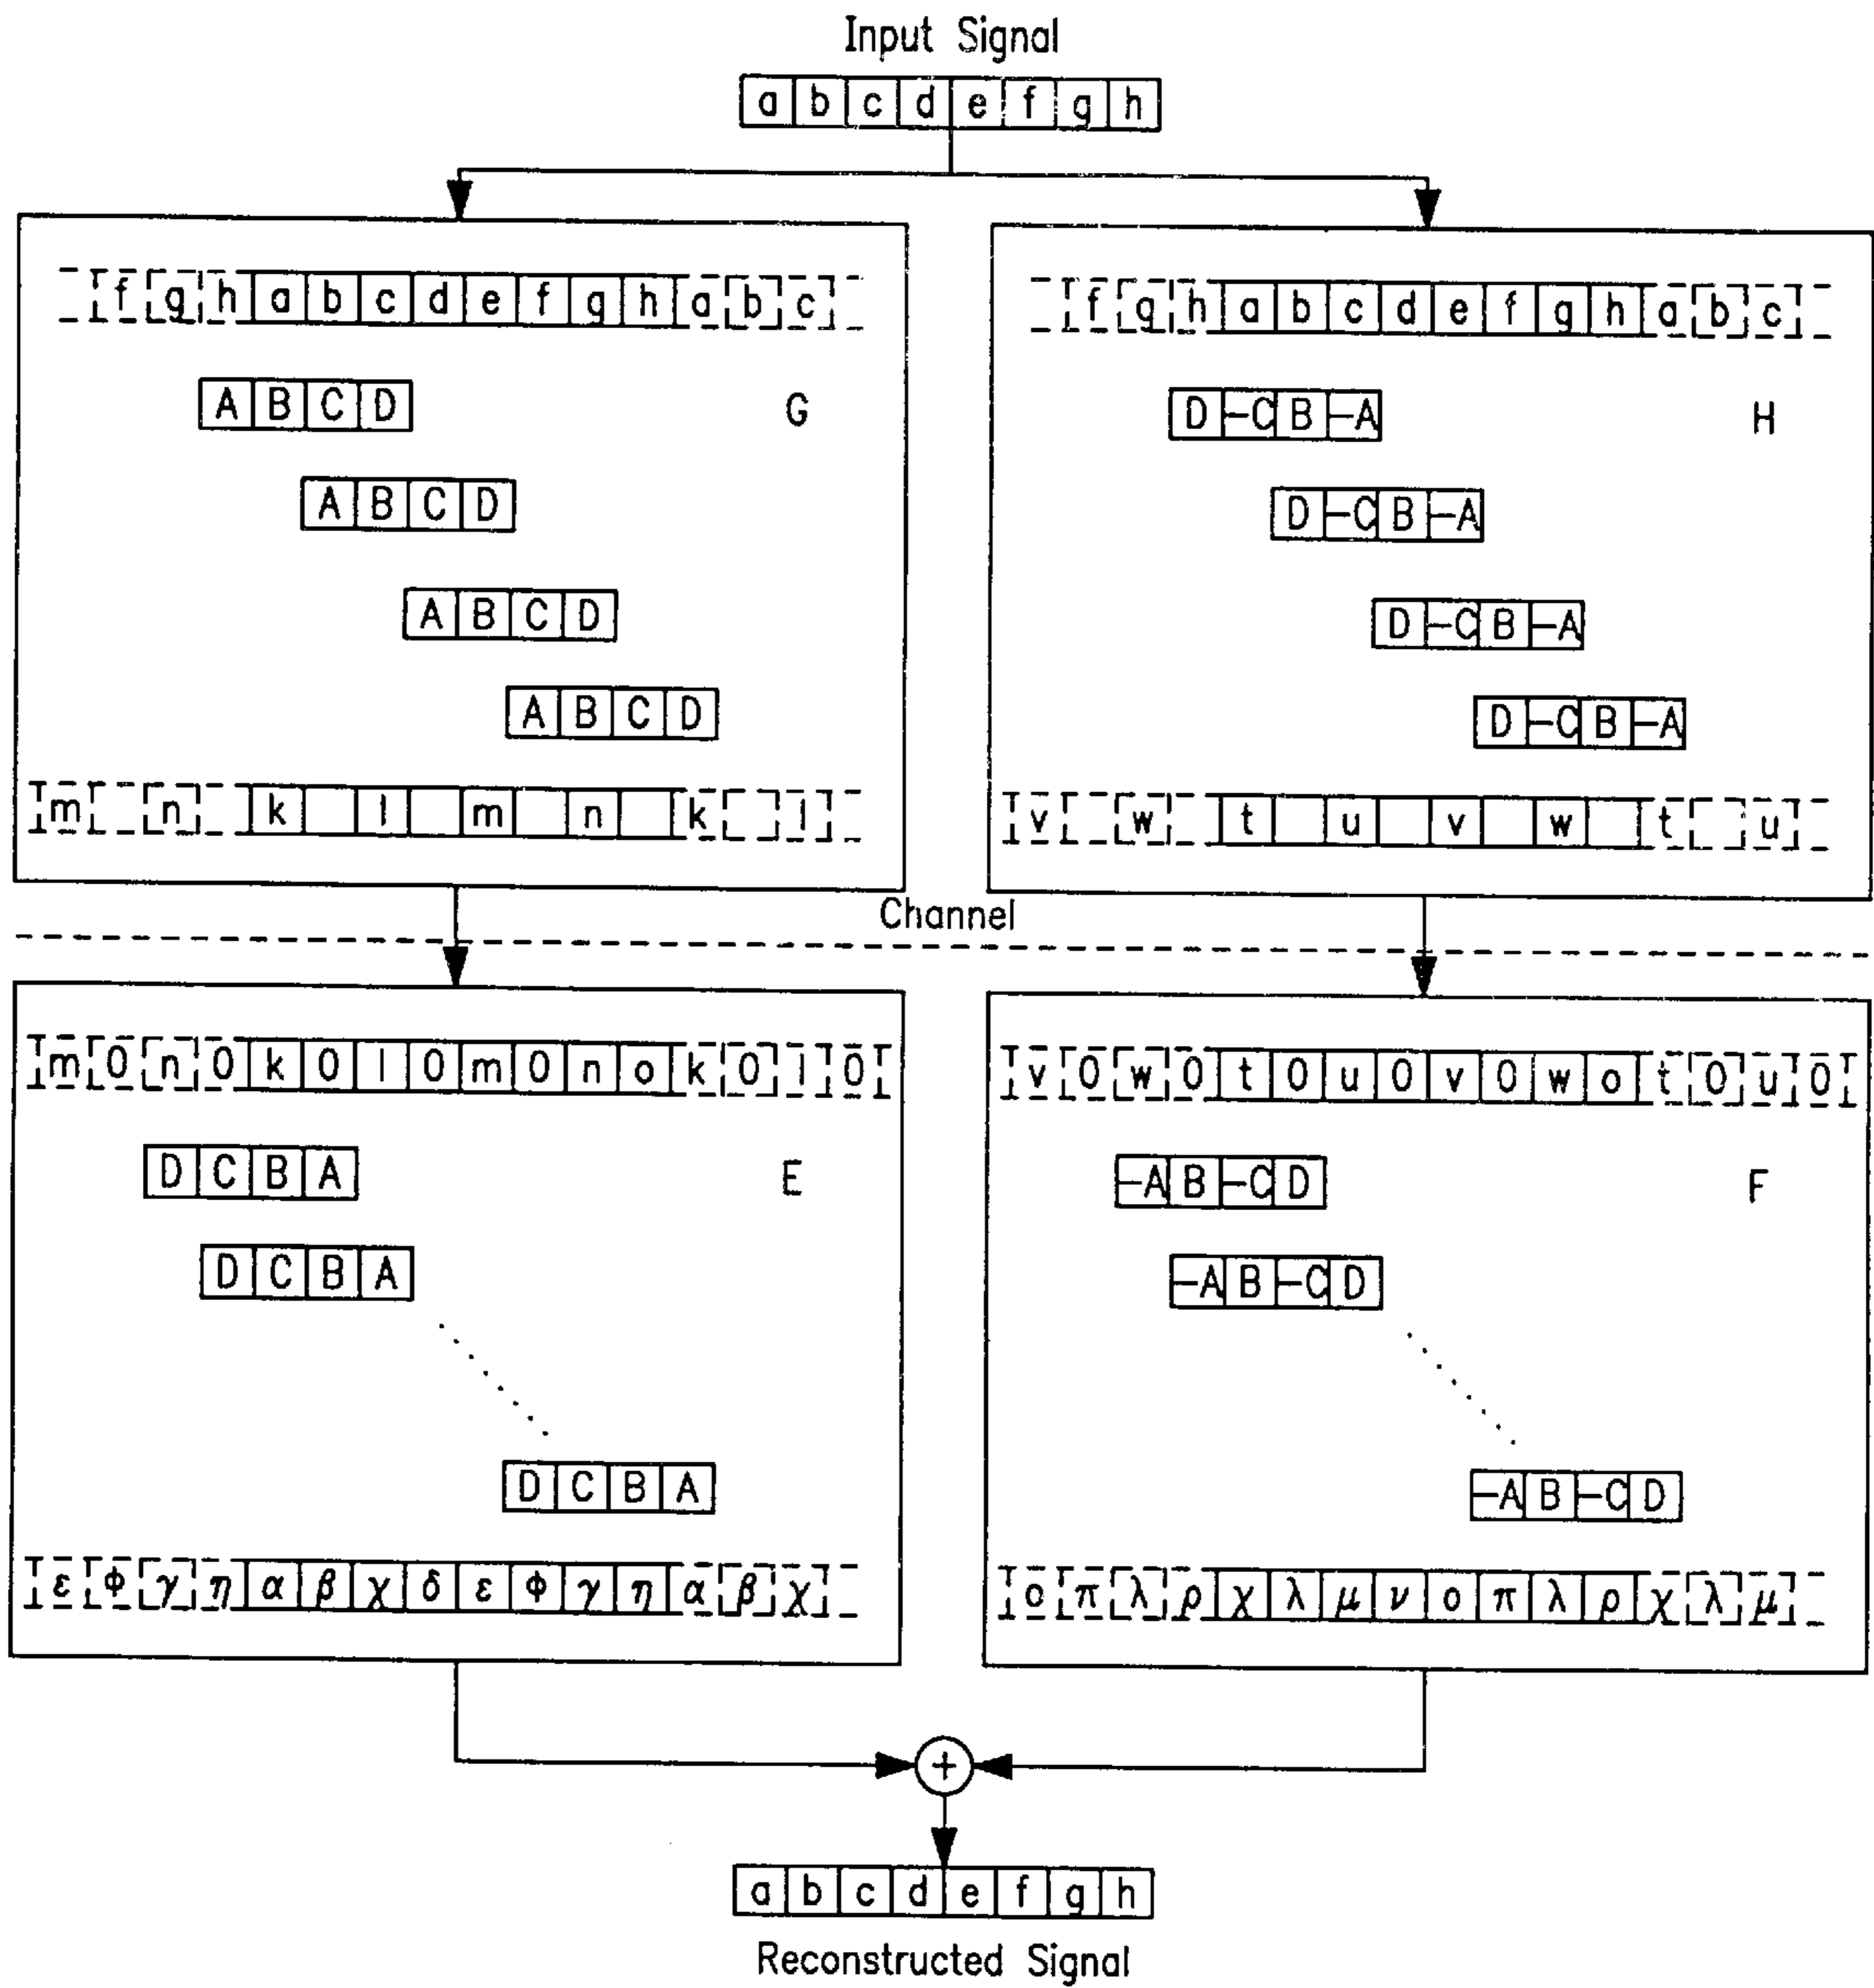 Input Signal
a b c d e f g h
f g h a b c d e f g h a b c
f g h a b c d e f g h a b c
A B C D
G
D -C B -A
H
A B C D
D -C B -A
A B C D
D -C B -A
A B C D
D -C B -A
m n k l m n k l
v w t u v w t u
Channel
m 0 n 0 k 0 l 0 m 0 n o k 0 l 0
v 0 w 0 t 0 u 0 v 0 w o t 0 u 0
D C B A
E
-A B -C D
F
D C B A
-A B -C D
D C B A
-A B -C D
ε Φ γ η α β χ δ ε Φ γ η α β χ
ο π λ ρ χ λ μ ν ο π λ ρ χ λ μ
+
a b c d e f g h
Reconstructed Signal